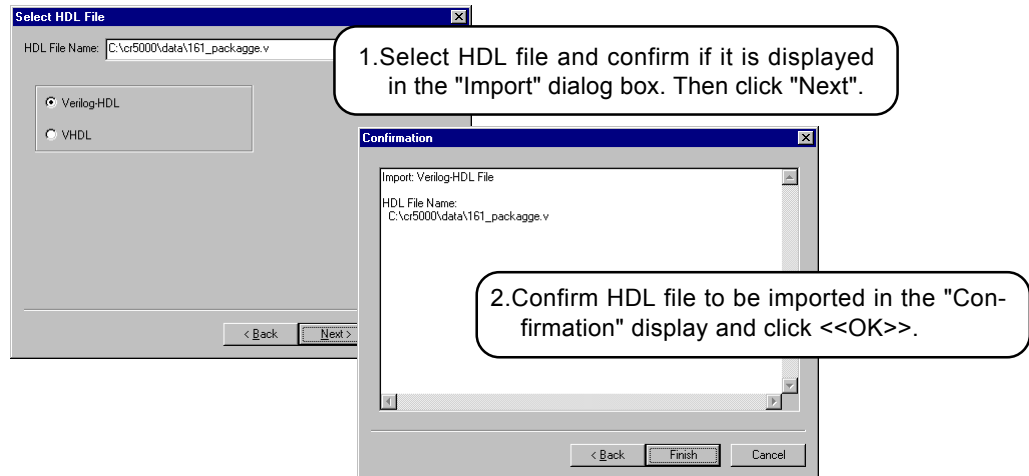 Select HDL File
HDL File Name: C:\cr5000\data\161_packagge.v
Verilog-HDL
VHDL
< Back
Next >
1.Select HDL file and confirm if it is displayed
in the "Import" dialog box. Then click "Next".
Confirmation
Import: Verilog-HDL File
HDL File Name:
C:\cr5000\data\161_packagge.v
2.Confirm HDL file to be imported in the "Con-
firmation" display and click <<OK>>.
< Back
Finish
Cancel